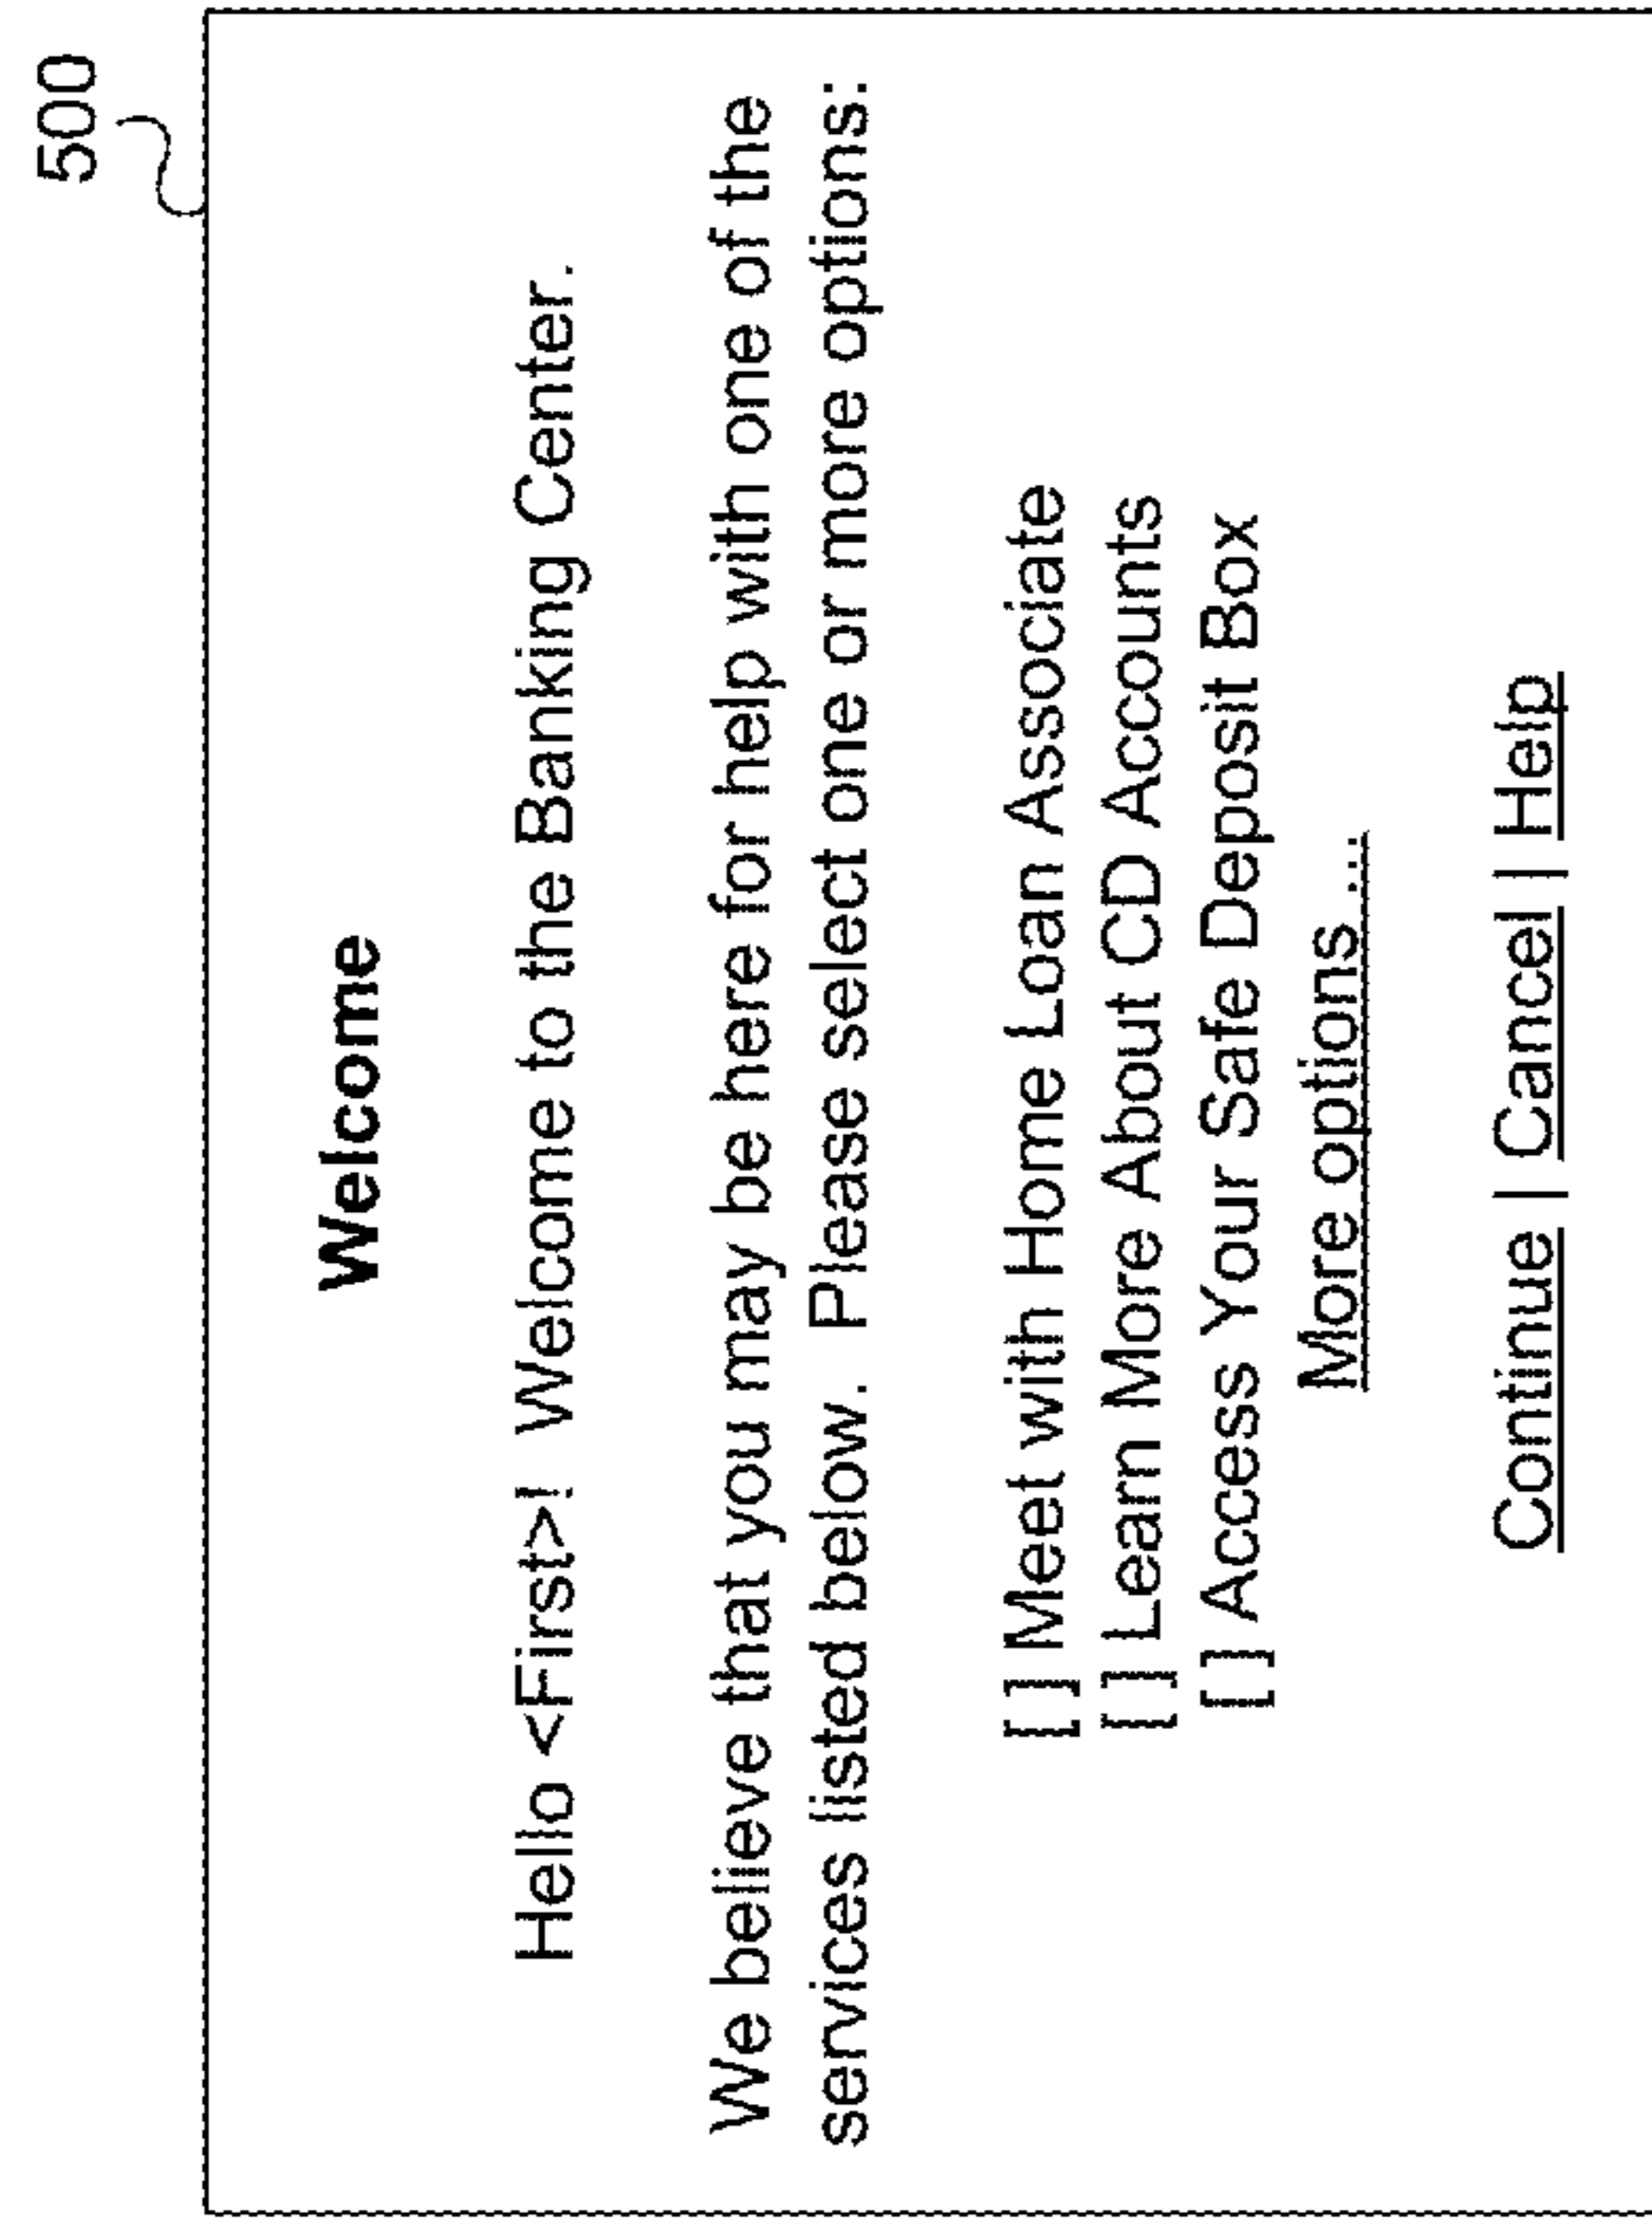 500
Welcome
Hello <First>! Welcome to the Banking Center.
We believe that you may be here for help with one of the
services listed below. Please select one or more options:
[ ] Meet with Home Loan Associate
[ ] Learn More About CD Accounts
[ ] Access Your Safe Deposit Box
More options...
Continue | Cancel | Help